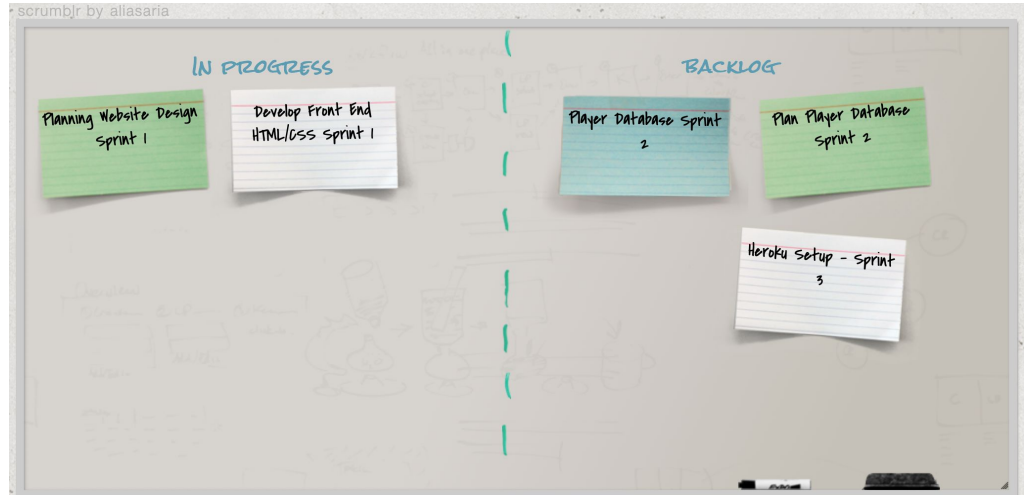 scrumblr by aliasaria
IN PROGRESS
BACKLOG
Planning Website Design
Sprint 1
Develop Front End
HTML/CSS Sprint 1
Player Database Sprint
2
Plan Player Database
Sprint 2
Heroku Setup - Sprint
3